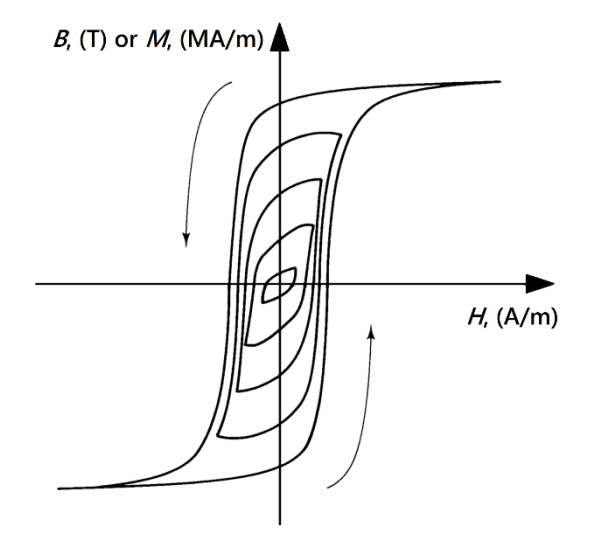 B, (T) or M, (MA/m)
H, (A/m)